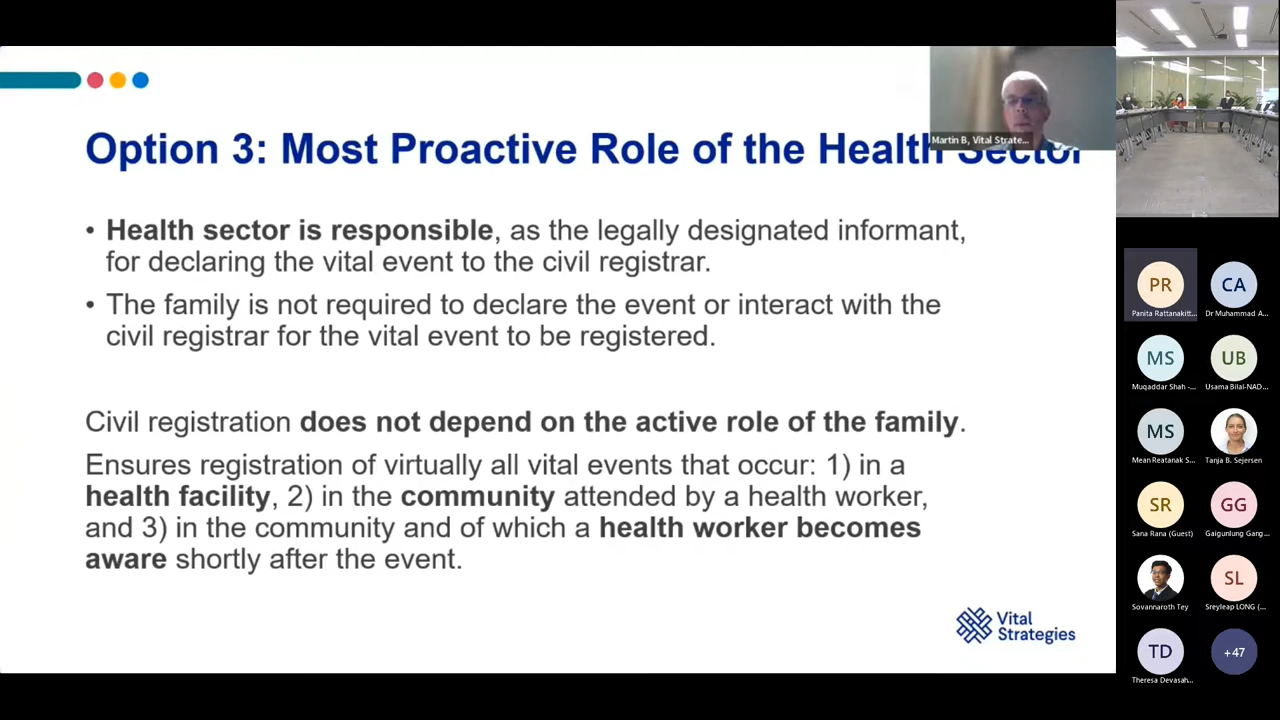 Option 3: Most Proactive Role of the Health Sector
• Health sector is responsible, as the legally designated informant,
for declaring the vital event to the civil registrar.
• The family is not required to declare the event or interact with the
civil registrar for the vital event to be registered.
Civil registration does not depend on the active role of the family.
Ensures registration of virtually all vital events that occur: 1) in a
health facility, 2) in the community attended by a health worker,
and 3) in the community and of which a health worker becomes
aware shortly after the event.
Vital
Strategies
Martin B, Vital Strate...
PR
Panita Rattanakitt...
CA
Dr Muhammad A...
MS
Muqaddar Shah -...
UB
Usama Bilal-NAD...
MS
Mean Reatanak S...
Tanja B. Sejersen
SR
Sana Rana (Guest)
GG
Gaigunlung Gang...
Sovannaroth Tey
SL
Sreyleap LONG (...
TD
Theresa Devasah...
+47